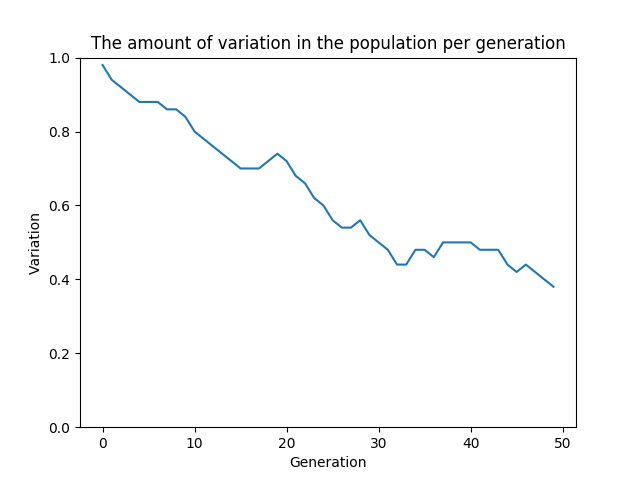 The amount of variation in the population per generation
1.0
0.8
0.6
0.4
0.2
0.0
Variation
0 10 20 30 40 50
Generation